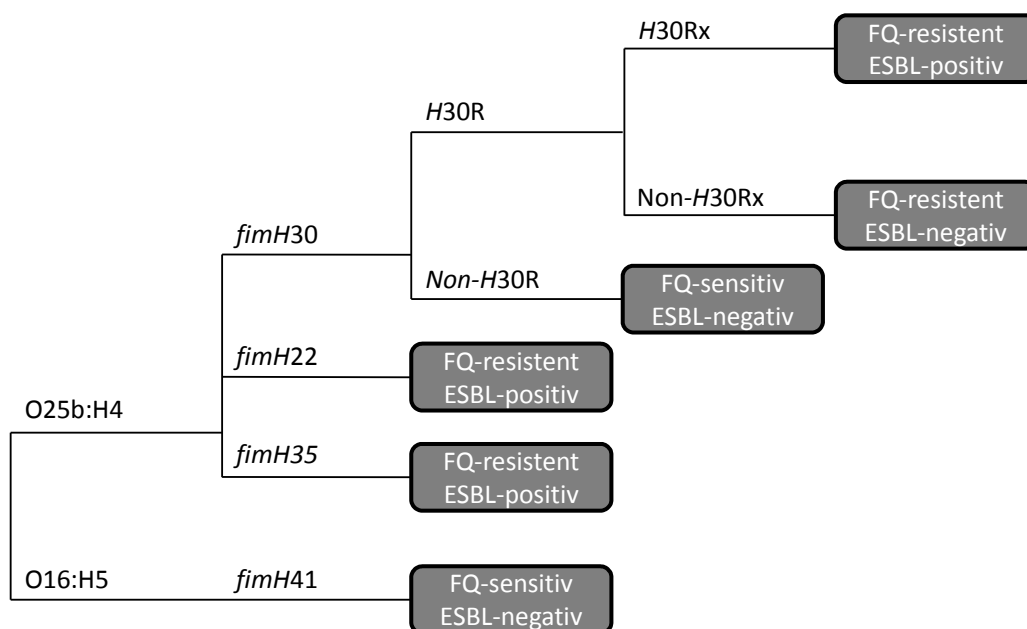 H30Rx
FQ-resistent
ESBL-positiv
H30R
Non-H30Rx
FQ-resistent
ESBL-negativ
fimH30
Non-H30R
FQ-sensitiv
ESBL-negativ
fimH22
FQ-resistent
ESBL-positiv
O25b:H4
fimH35
FQ-resistent
ESBL-positiv
O16:H5
fimH41
FQ-sensitiv
ESBL-negativ